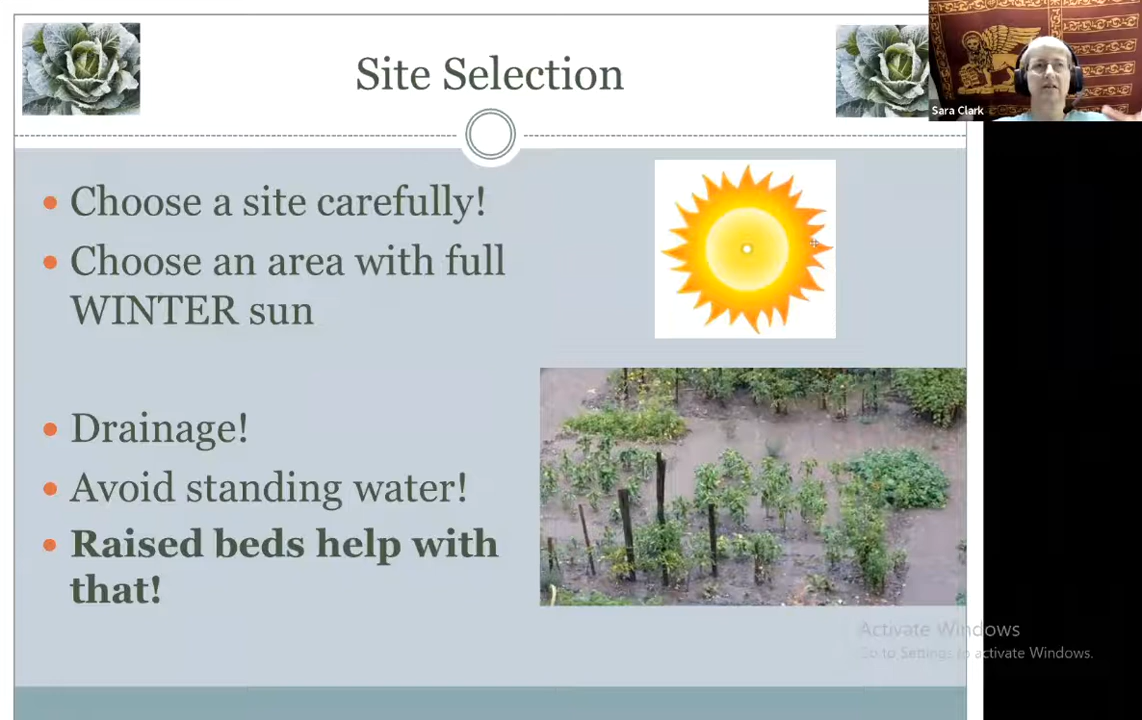 Site Selection
Sara Clark
Choose a site carefully!
Choose an area with full
WINTER sun
Drainage!
Avoid standing water!
Raised beds help with
that!
Activate Windows
Go to Settings to activate Windows.